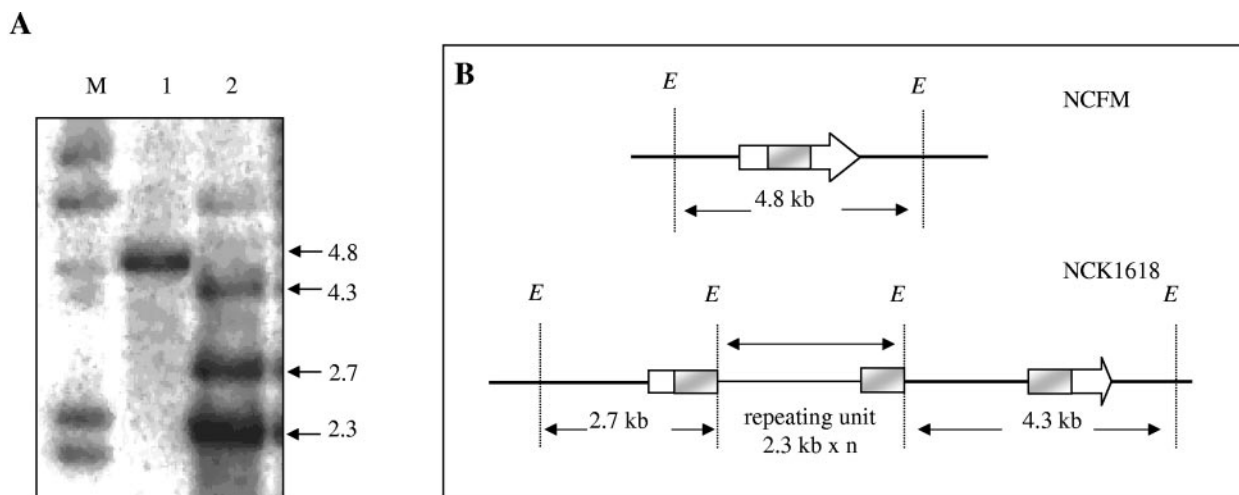 A
M 1 2
4.8
4.3
2.7
2.3
B
E E NCFM
4.8 kb
NCK1618
E E E E
2.7 kb repeating unit 4.3 kb
2.3 kb x n